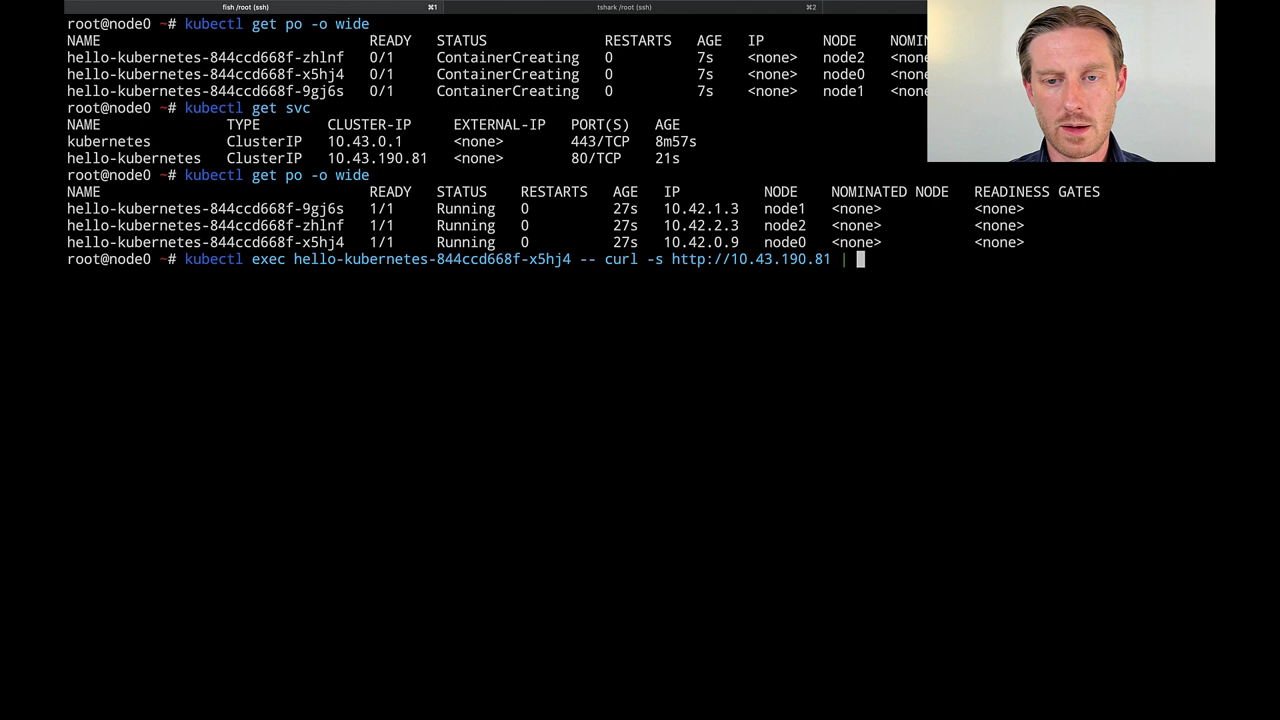 fish /root (ssh) ⌘1 tshark /root (ssh) ⌘2
root@node0 ~# kubectl get po -o wide
NAME READY STATUS RESTARTS AGE IP NODE NOMIN
hello-kubernetes-844ccd668f-zhlnf 0/1 ContainerCreating 0 7s <none> node2 <none
hello-kubernetes-844ccd668f-x5hj4 0/1 ContainerCreating 0 7s <none> node0 <none
hello-kubernetes-844ccd668f-9gj6s 0/1 ContainerCreating 0 7s <none> node1 <none
root@node0 ~# kubectl get svc
NAME TYPE CLUSTER-IP EXTERNAL-IP PORT(S) AGE
kubernetes ClusterIP 10.43.0.1 <none> 443/TCP 8m57s
hello-kubernetes ClusterIP 10.43.190.81 <none> 80/TCP 21s
root@node0 ~# kubectl get po -o wide
NAME READY STATUS RESTARTS AGE IP NODE NOMINATED NODE READINESS GATES
hello-kubernetes-844ccd668f-9gj6s 1/1 Running 0 27s 10.42.1.3 node1 <none> <none>
hello-kubernetes-844ccd668f-zhlnf 1/1 Running 0 27s 10.42.2.3 node2 <none> <none>
hello-kubernetes-844ccd668f-x5hj4 1/1 Running 0 27s 10.42.0.9 node0 <none> <none>
root@node0 ~# kubectl exec hello-kubernetes-844ccd668f-x5hj4 -- curl -s http://10.43.190.81 |